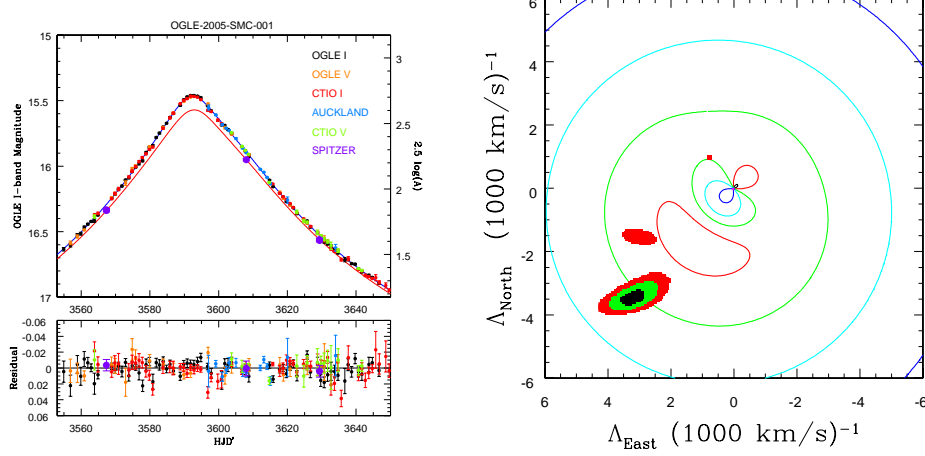 OGLE-2005-SMC-001
15
15.5
16
16.5
17
OGLE I-band Magnitude
3
2.5
2
1.5
2.5 log(A)
OGLE I
OGLE V
CTIO I
AUCKLAND
CTIO V
SPITZER
3560 3580 3600 3620 3640
-0.06
-0.04
-0.02
0
0.02
0.04
0.06
Residual
3560 3580 3600 3620 3640
HJD'
6
4
2
0
-2
-4
-6
Λ_North (1000 km/s)⁻¹
6 4 2 0 -2 -4 -6
Λ_East (1000 km/s)⁻¹